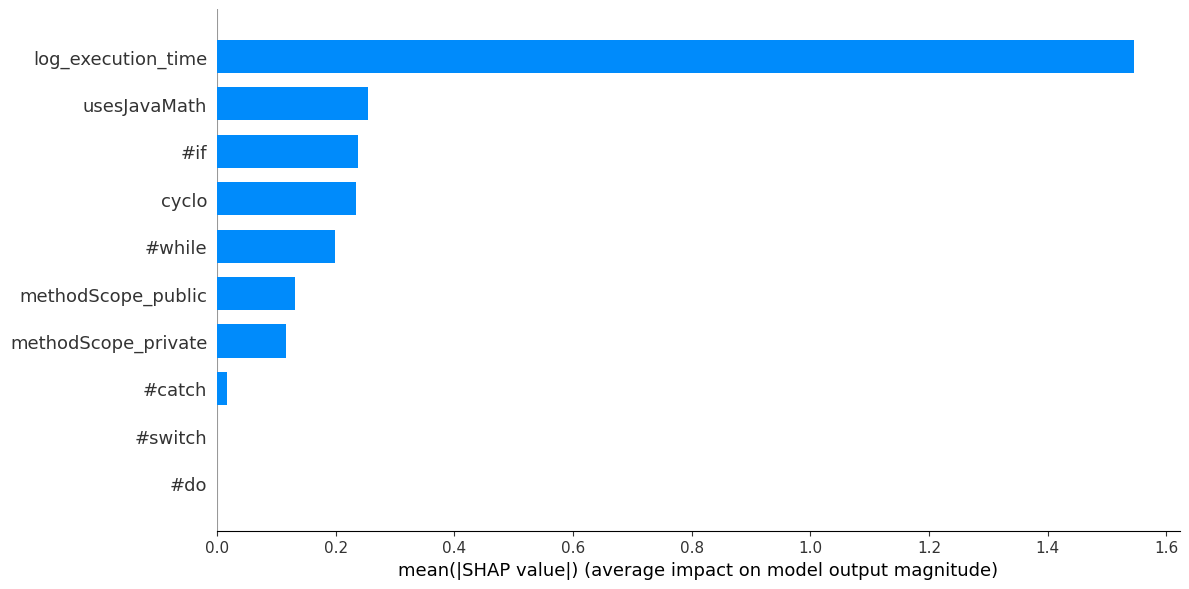 log_execution_time
usesJavaMath
#if
cyclo
#while
methodScope_public
methodScope_private
#catch
#switch
#do
0.0 0.2 0.4 0.6 0.8 1.0 1.2 1.4 1.6
mean(|SHAP value|) (average impact on model output magnitude)